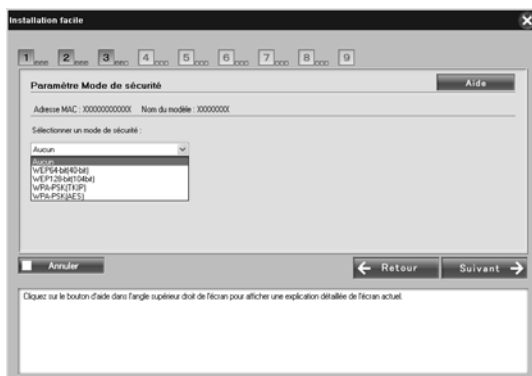 Installation facile
1 2 3 4 5 6 7 8 9
Paramètre Mode de sécurité
Aide
Adresse MAC : XXXXXXXXXXXX Nom du modèle : XXXXXXXX
Sélectionner un mode de sécurité :
Aucun
Aucun
WEP64-bit(40-bit)
WEP128-bit(104bit)
WPA-PSK(TKIP)
WPA-PSK(AES)
Annuler
Retour
Suivant
Cliquez sur le bouton d'aide dans l'angle supérieur droit de l'écran pour afficher une explication détaillée de l'écran actuel.